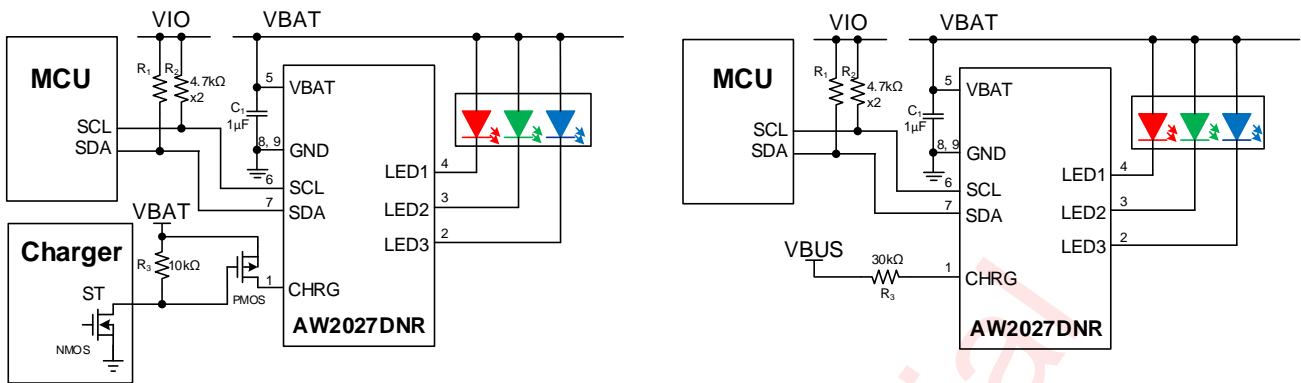 VIO VBAT
MCU
R1 R2
4.7kΩ
x2
5
VBAT
C1
1µF
SCL
SDA
8, 9
GND
6
SCL
7
SDA
LED1
4
LED2
3
LED3
2
VBAT
Charger
R3
10kΩ
ST
NMOS
PMOS
1
CHRG
AW2027DNR
VIO VBAT
MCU
R1 R2
4.7kΩ
x2
5
VBAT
C1
1µF
SCL
SDA
8, 9
GND
6
SCL
7
SDA
LED1
4
LED2
3
LED3
2
VBUS
30kΩ
R3
1
CHRG
AW2027DNR